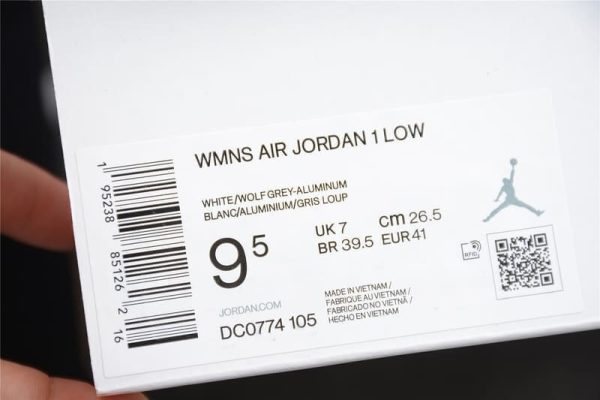 WMNS AIR JORDAN 1 LOW
WHITE/WOLF GREY-ALUMINUM
BLANC/ALUMINIUM/GRIS LOUP
9 5
UK 7 cm 26.5
BR 39.5 EUR 41
RFID
JORDAN.COM
DC0774 105
MADE IN VIETNAM /
FABRIQUE AU VIETNAM /
FABRICADO NO VIETNÃ /
HECHO EN VIETNAM
1 95238 85126 2 16